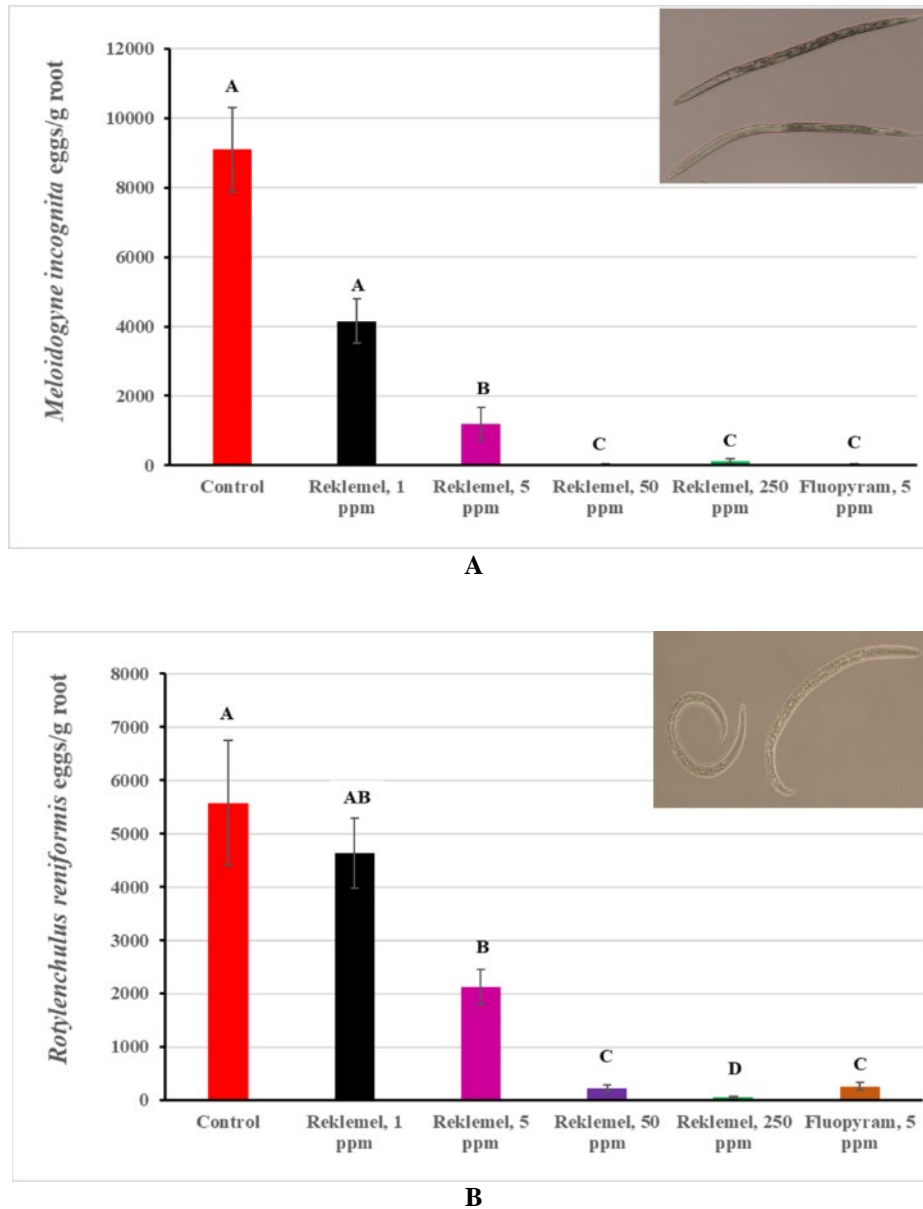 Meloidogyne incognita eggs/g root
12000
10000
8000
6000
4000
2000
0
A
A
B
C
C
C
Control
Reklemel, 1
ppm
Reklemel, 5
ppm
Reklemel, 50
ppm
Reklemel, 250
ppm
Fluopyram, 5
ppm
A
Rotylenchulus reniformis eggs/g root
8000
7000
6000
5000
4000
3000
2000
1000
0
A
AB
B
C
D
C
Control
Reklemel, 1
ppm
Reklemel, 5
ppm
Reklemel, 50
ppm
Reklemel, 250
ppm
Fluopyram, 5
ppm
B